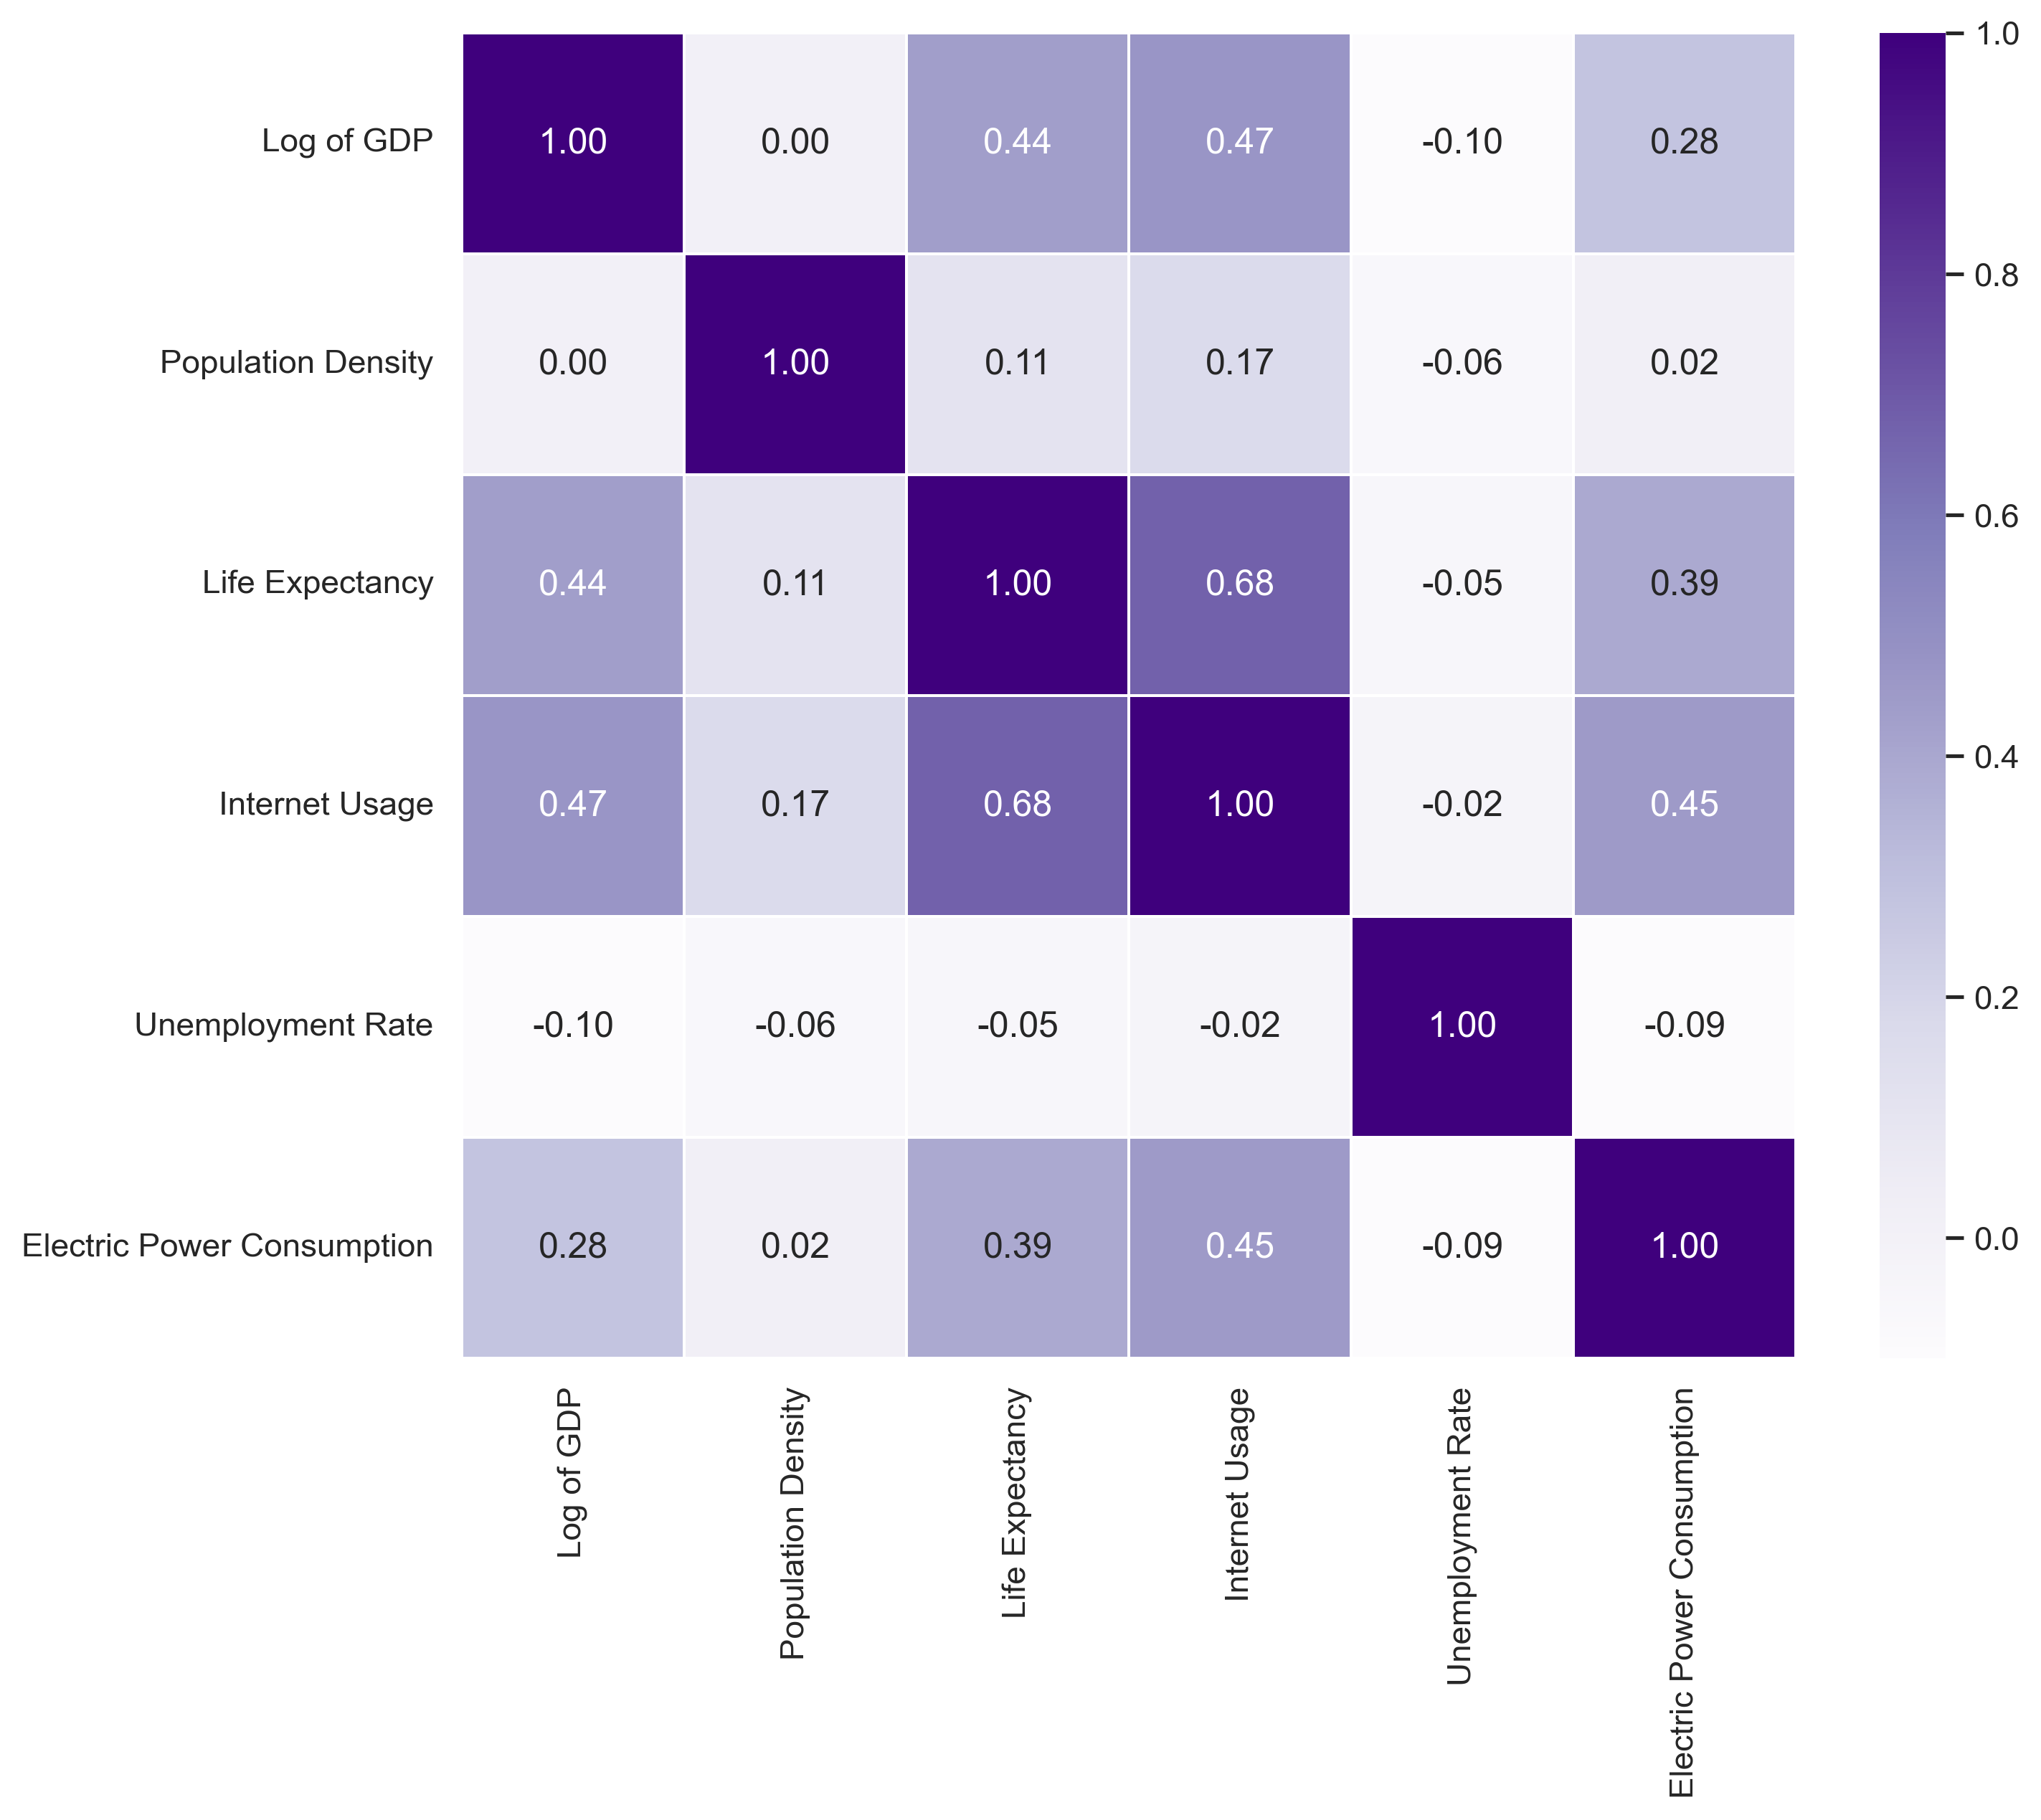 Log of GDP 1.00 0.00 0.44 0.47 -0.10 0.28
Population Density 0.00 1.00 0.11 0.17 -0.06 0.02
Life Expectancy 0.44 0.11 1.00 0.68 -0.05 0.39
Internet Usage 0.47 0.17 0.68 1.00 -0.02 0.45
Unemployment Rate -0.10 -0.06 -0.05 -0.02 1.00 -0.09
Electric Power Consumption 0.28 0.02 0.39 0.45 -0.09 1.00
Log of GDP
Population Density
Life Expectancy
Internet Usage
Unemployment Rate
Electric Power Consumption
1.0
0.8
0.6
0.4
0.2
0.0